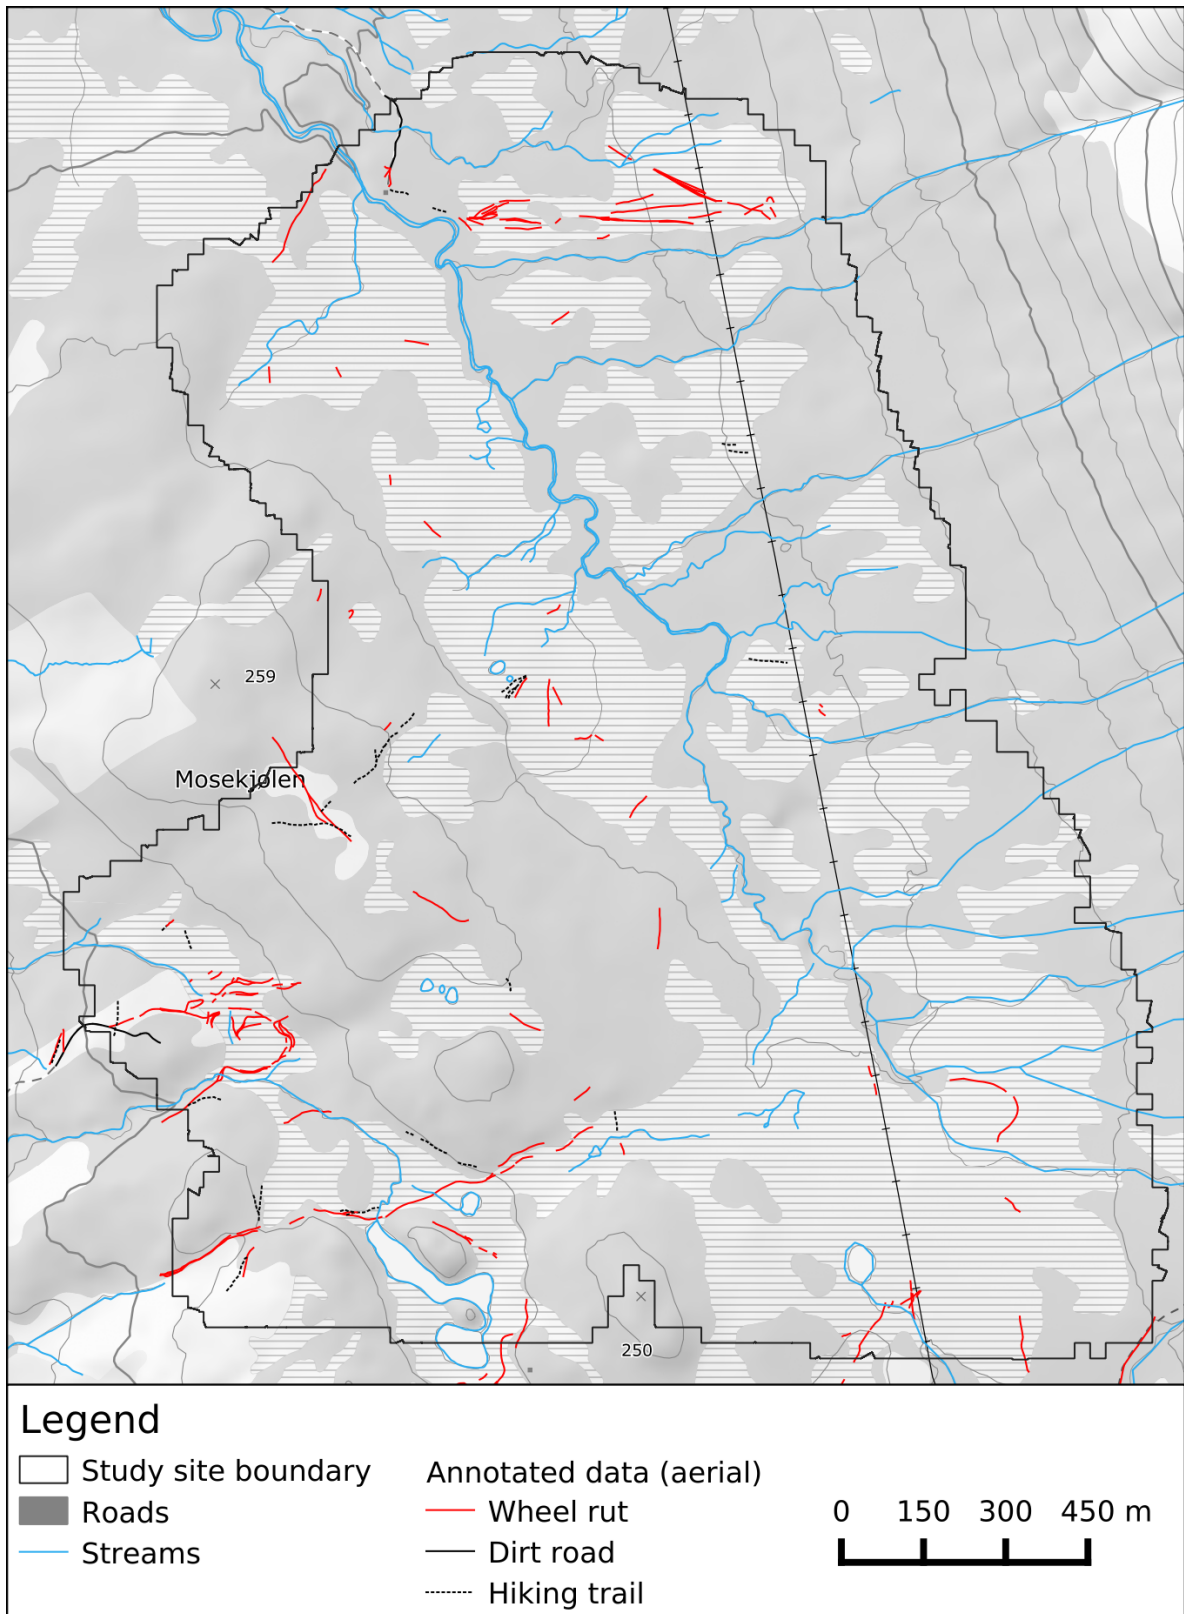 259
Mosekjølen
250
Legend
Study site boundary
Roads
Streams
Annotated data (aerial)
Wheel rut
Dirt road
Hiking trail
0 150 300 450 m